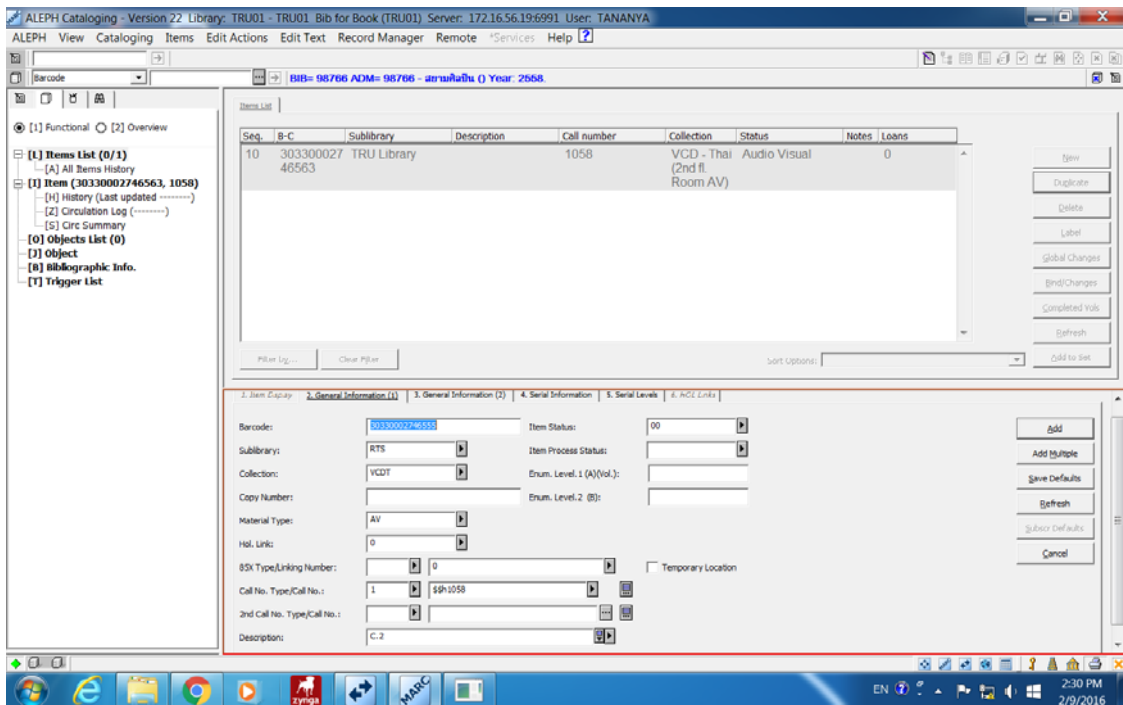 ALEPH Cataloging - Version 22 Library: TRU01 - TRU01 Bib for Book (TRU01) Server: 172.16.56.19:6991 User: TANANYA
ALEPH View Cataloging Items Edit Actions Edit Text Record Manager Remote *Services Help ?
Barcode
BIB= 98766 ADM= 98766 - สยามศิลปิน () Year: 2558.
[1] Functional [2] Overview
[L] Items List (0/1)
[A] All Items History
[I] Item (30330002746563, 1058)
[H] History (Last updated --------)
[Z] Circulation Log (--------)
[S] Circ Summary
[O] Objects List (0)
[J] Object
[B] Bibliographic Info.
[T] Trigger List
Items List
Seq. B-C Sublibrary Description Call number Collection Status Notes Loans
10 303300027 TRU Library 1058 VCD - Thai Audio Visual 0
46563 (2nd fl.
Room AV)
New
Duplicate
Delete
Label
Global Changes
Bind/Changes
Completed Vols
Refresh
Add to Set
Filter by... Clear Filter Sort Options:
1. Item Display 2. General Information (1) 3. General Information (2) 4. Serial Information 5. Serial Levels 6. HOL Links
Barcode: 30330002746555 Item Status: 00
Sublibrary: RTS Item Process Status:
Collection: VCDT Enum. Level.1 (A)(Vol.):
Copy Number: Enum. Level.2 (B):
Material Type: AV
Hol. Link: 0
85X Type/Linking Number: 0 Temporary Location
Call No. Type/Call No.: 1 $$h1058
2nd Call No. Type/Call No.:
Description: C.2
Add
Add Multiple
Save Defaults
Refresh
Subscr Defaults
Cancel
zynga
MARC
EN
2:30 PM
2/9/2016